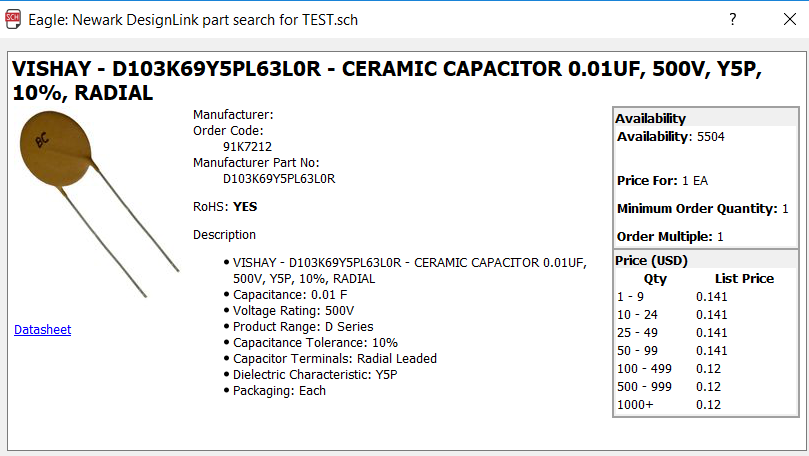 Eagle: Newark DesignLink part search for TEST.sch
VISHAY - D103K69Y5PL63L0R - CERAMIC CAPACITOR 0.01UF, 500V, Y5P,
10%, RADIAL
BC
Datasheet
Manufacturer:
Order Code:
91K7212
Manufacturer Part No:
D103K69Y5PL63L0R
RoHS: YES
Description
• VISHAY - D103K69Y5PL63L0R - CERAMIC CAPACITOR 0.01UF,
500V, Y5P, 10%, RADIAL
• Capacitance: 0.01 F
• Voltage Rating: 500V
• Product Range: D Series
• Capacitance Tolerance: 10%
• Capacitor Terminals: Radial Leaded
• Dielectric Characteristic: Y5P
• Packaging: Each
Availability
Availability: 5504
Price For: 1 EA
Minimum Order Quantity: 1
Order Multiple: 1
Price (USD)
Qty List Price
1 - 9 0.141
10 - 24 0.141
25 - 49 0.141
50 - 99 0.141
100 - 499 0.12
500 - 999 0.12
1000+ 0.12